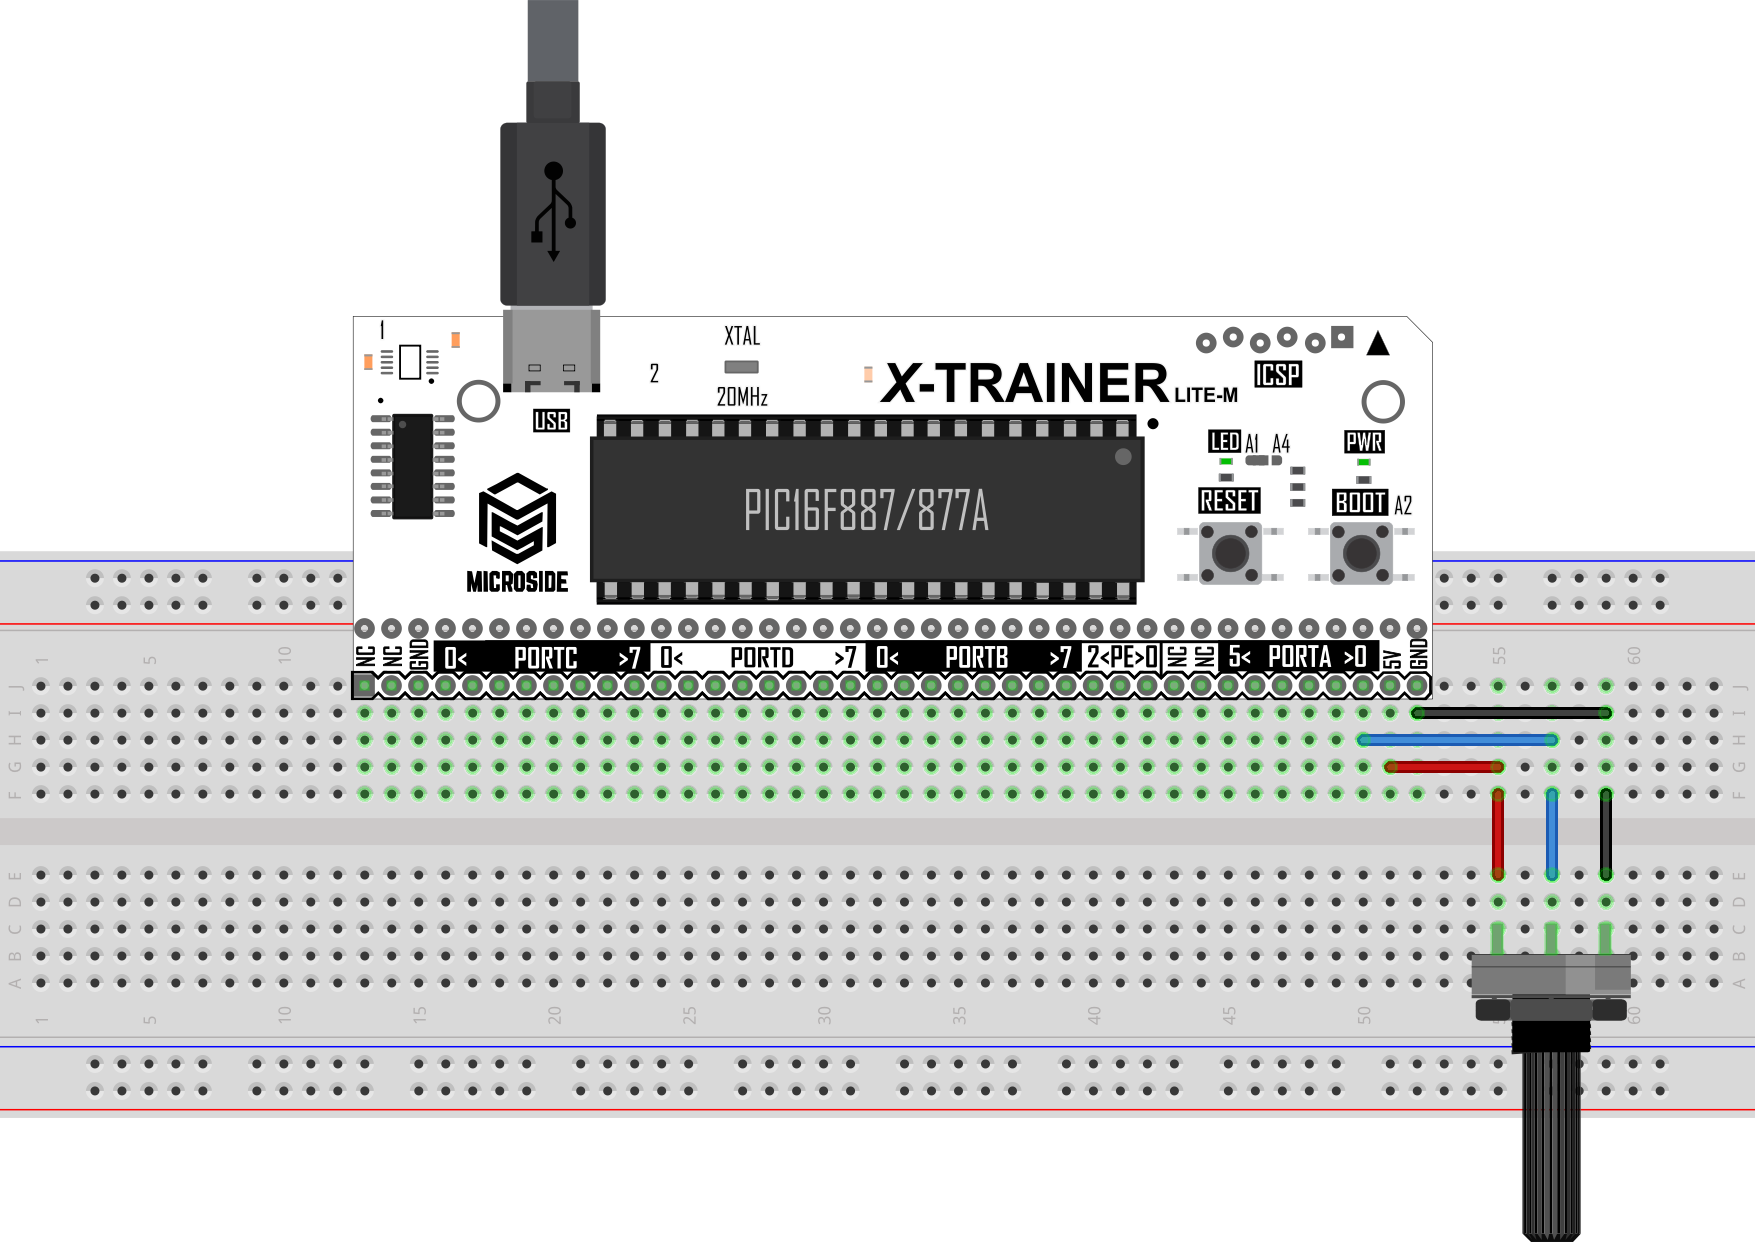 1
XTAL
2
20MHz
X-TRAINER LITE-M
ICSP
USB
LED A1 A4
PWR
RESET
BOOT A2
PIC16F887/877A
MICROSIDE
NC NC GND 0< PORTC >7 0< PORTD >7 0< PORTB >7 2<PE>0 NC NC 5< PORTA >0 5V GND
1 5 10 55 60
J J
I I
H H
G G
F F
E E
D D
C C
B B
A A
1 5 10 15 20 25 30 35 40 45 50 60